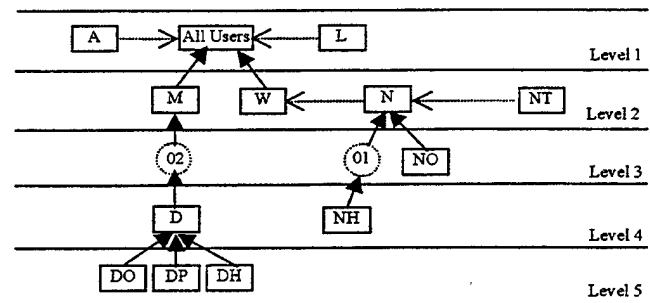 A All Users L
Level 1
M W N NT
Level 2
02 01 NO
Level 3
D NH
Level 4
DO DP DH
Level 5